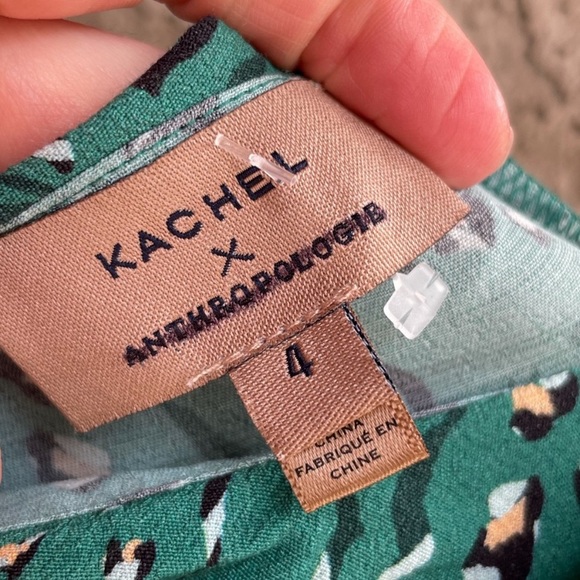 KACHEL
X
ANTHROPOLOGIE
4
CHINA
FABRIQUÉ EN
CHINE